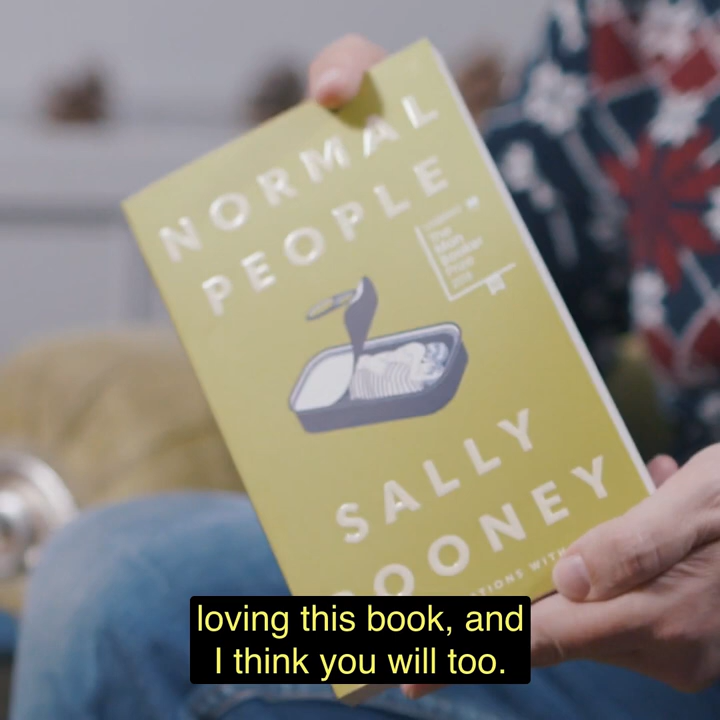 NORMAL
PEOPLE
SALLY
ROONEY
loving this book, and
I think you will too.